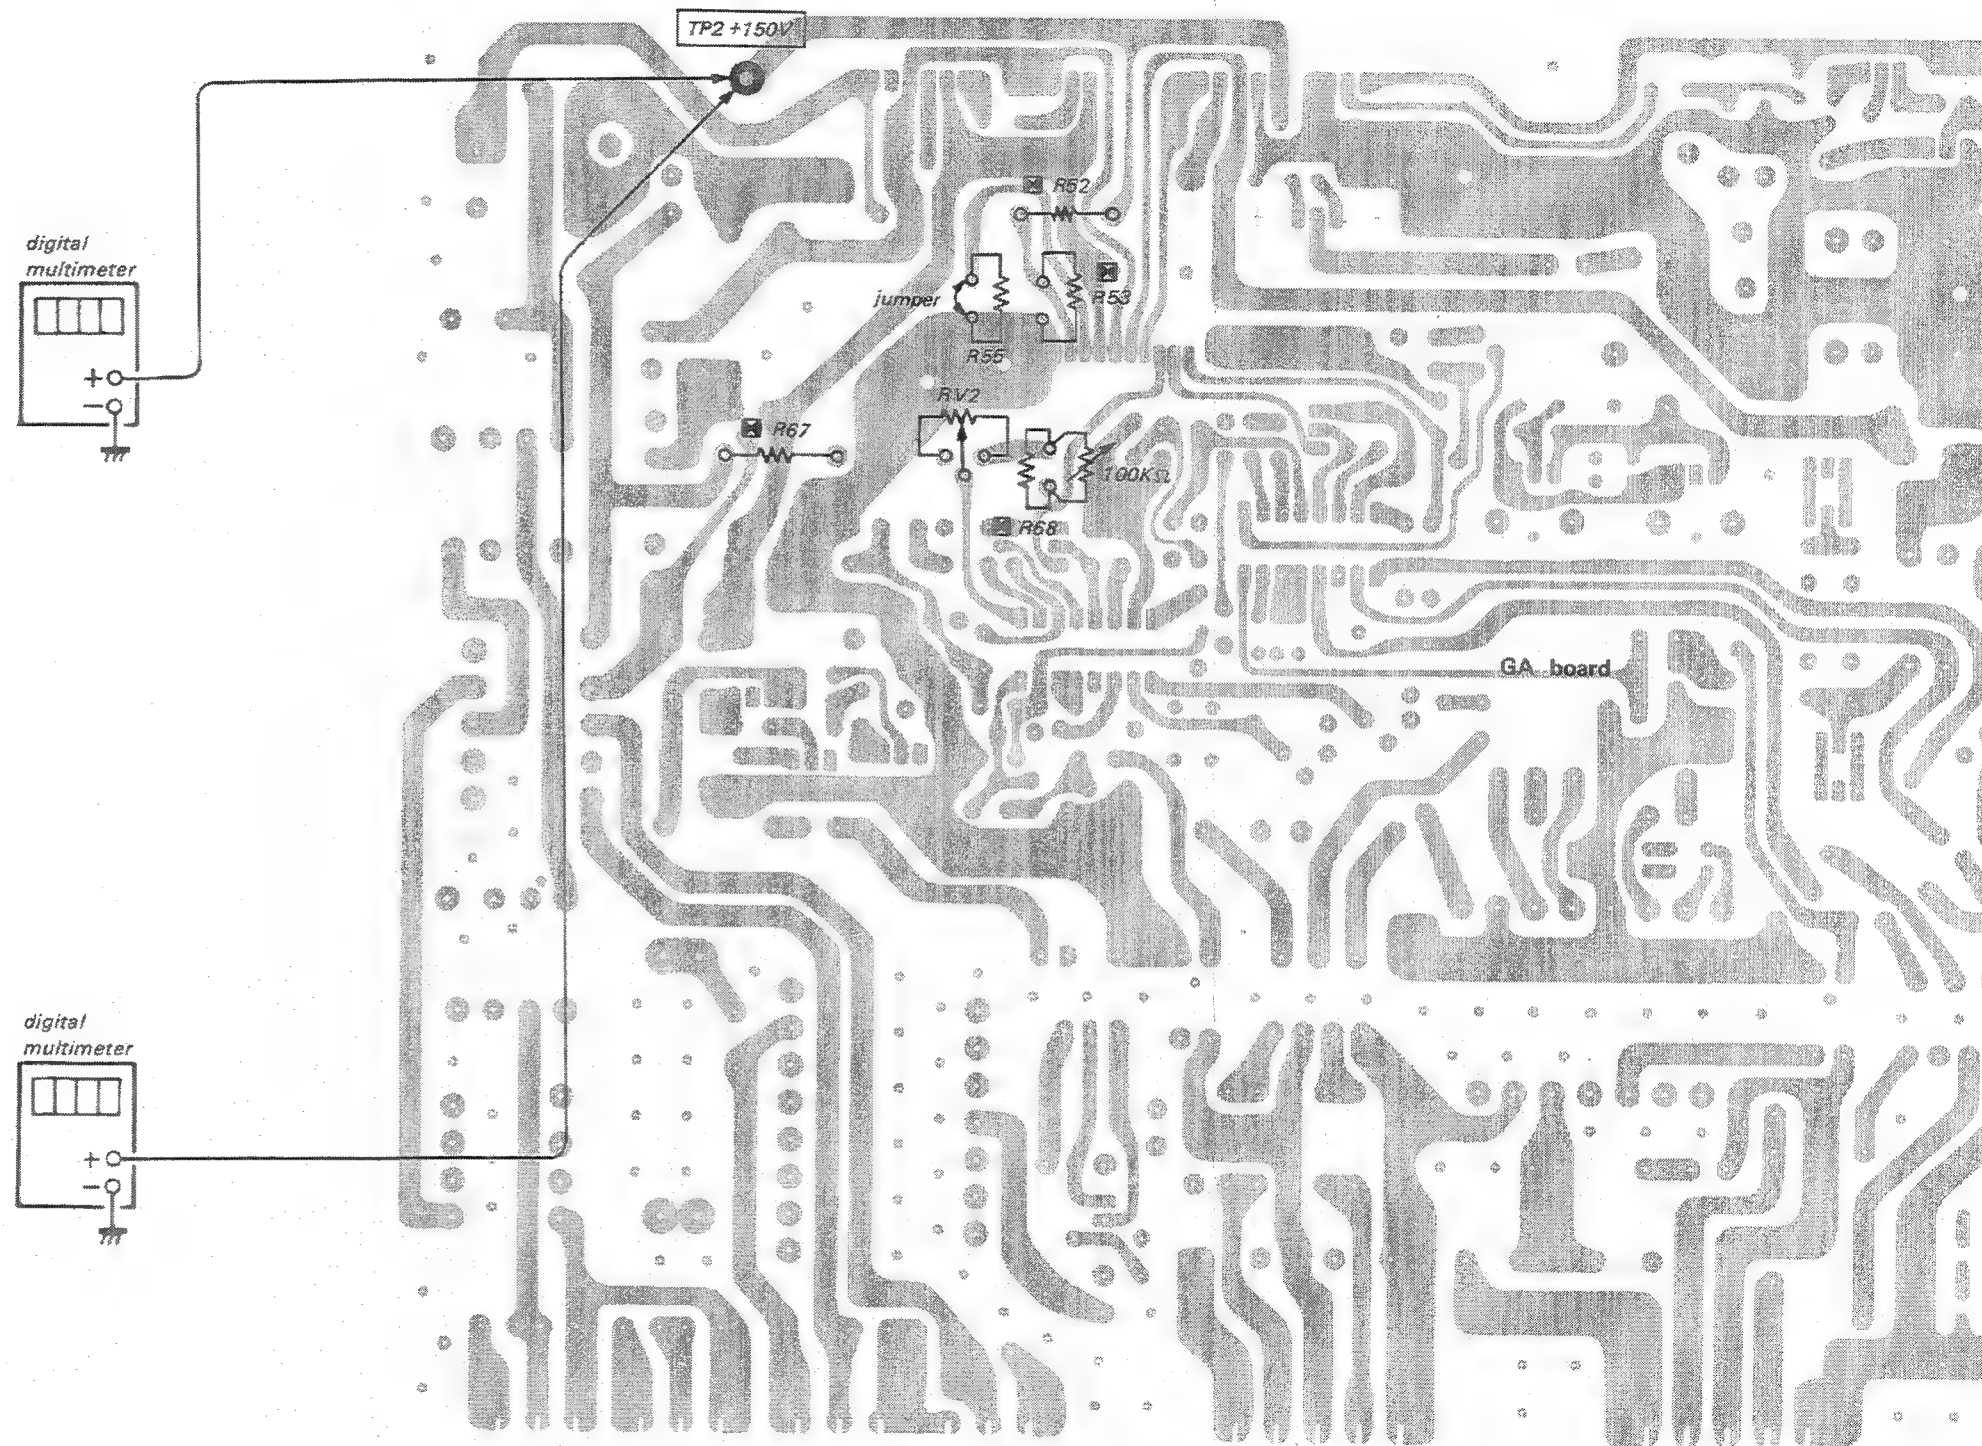 TP2 +150V
R52
digital
multimeter
jumper
R53
R55
+
−
RV2
R67
100KΩ
R68
GA board
digital
multimeter
+
−